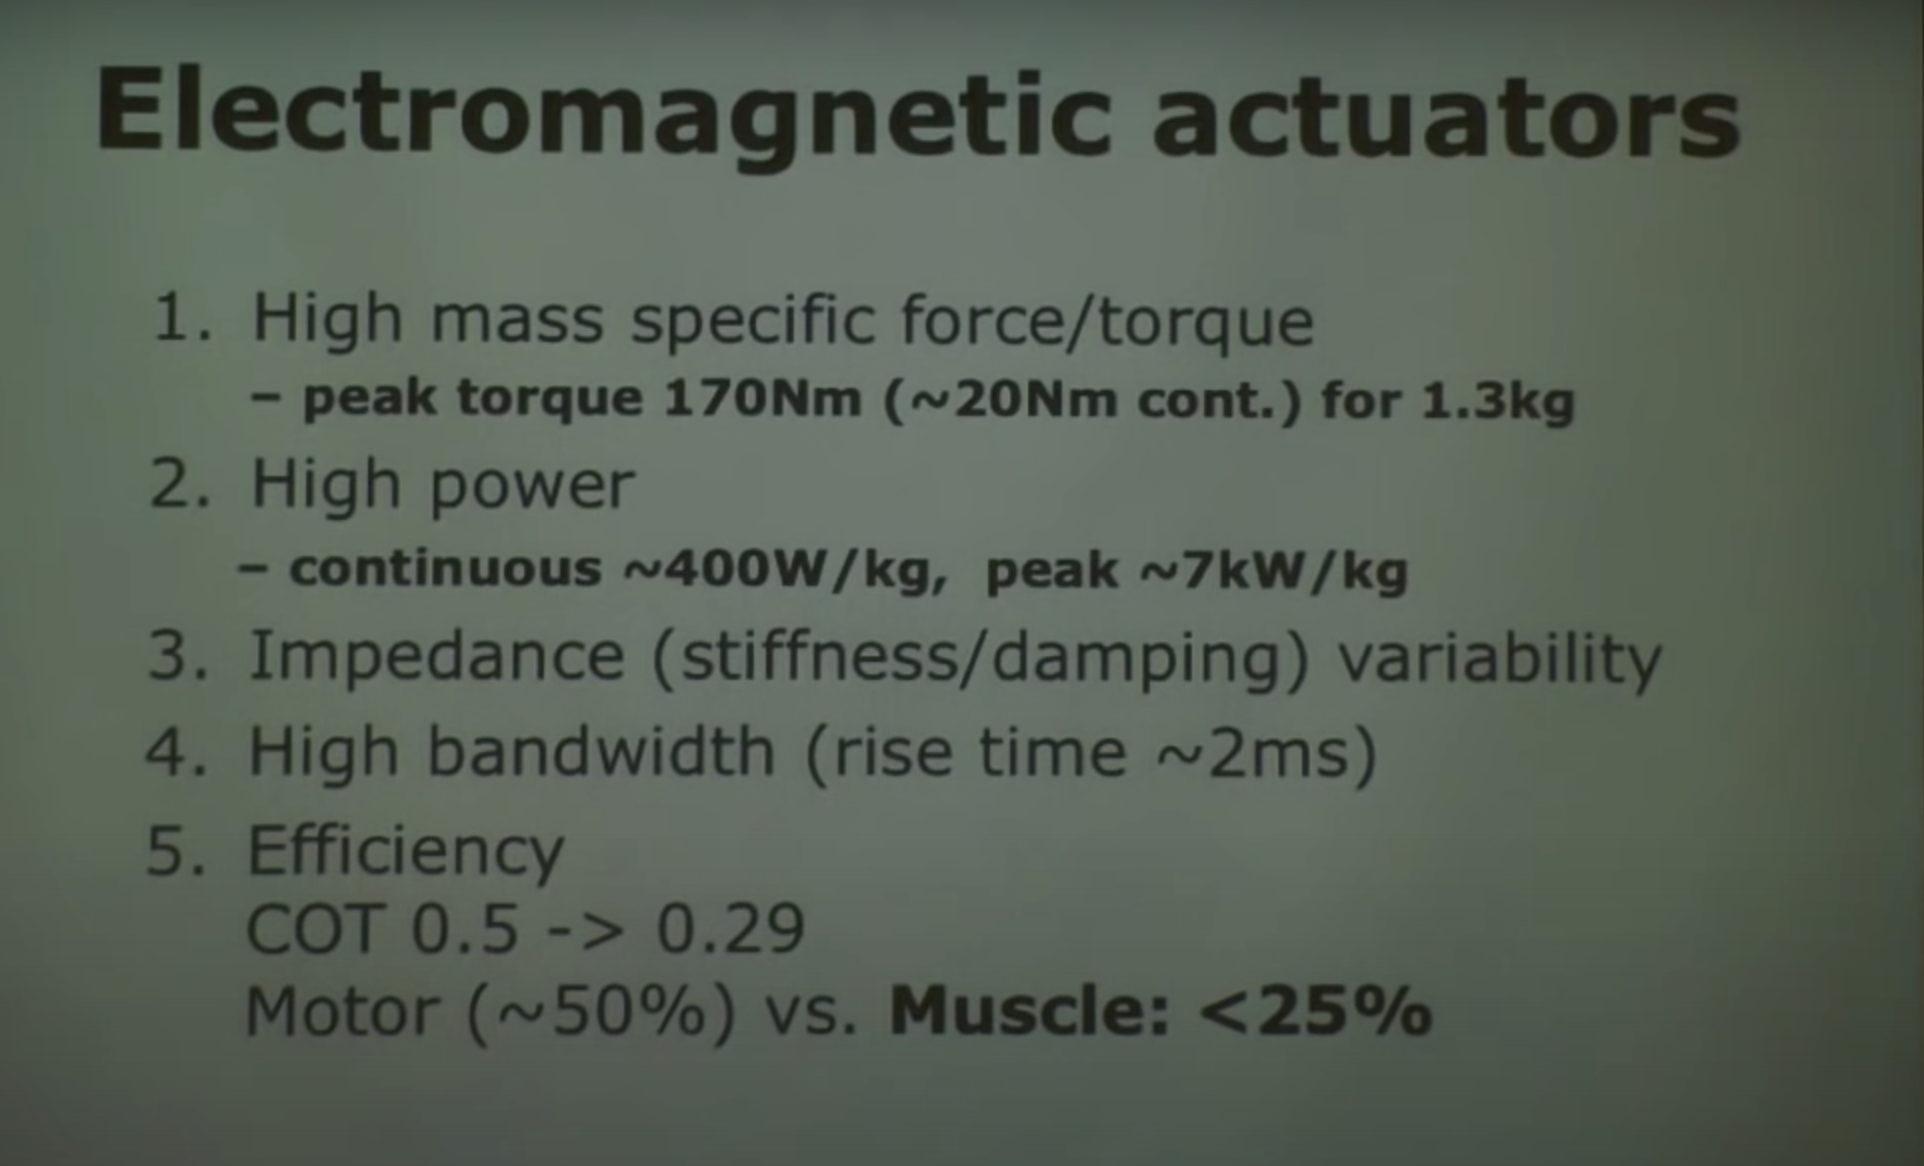 Electromagnetic actuators
1. High mass specific force/torque
– peak torque 170Nm (~20Nm cont.) for 1.3kg
2. High power
– continuous ~400W/kg, peak ~7kW/kg
3. Impedance (stiffness/damping) variability
4. High bandwidth (rise time ~2ms)
5. Efficiency
COT 0.5 -> 0.29
Motor (~50%) vs. Muscle: <25%